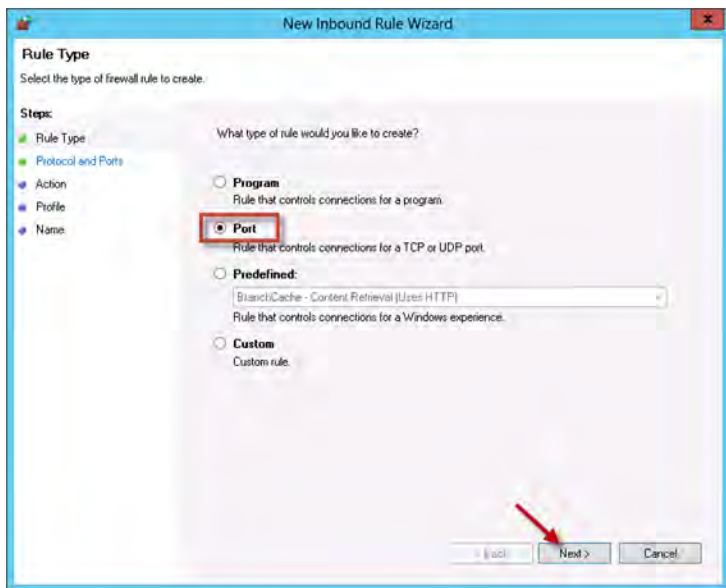 New Inbound Rule Wizard
Rule Type
Select the type of firewall rule to create.
Steps:
Rule Type
Protocol and Ports
Action
Profile
Name
What type of rule would you like to create?
Program
Rule that controls connections for a program.
Port
Rule that controls connections for a TCP or UDP port.
Predefined:
BranchCache - Content Retrieval (Uses HTTP)
Rule that controls connections for a Windows experience.
Custom
Custom rule.
< Back
Next >
Cancel